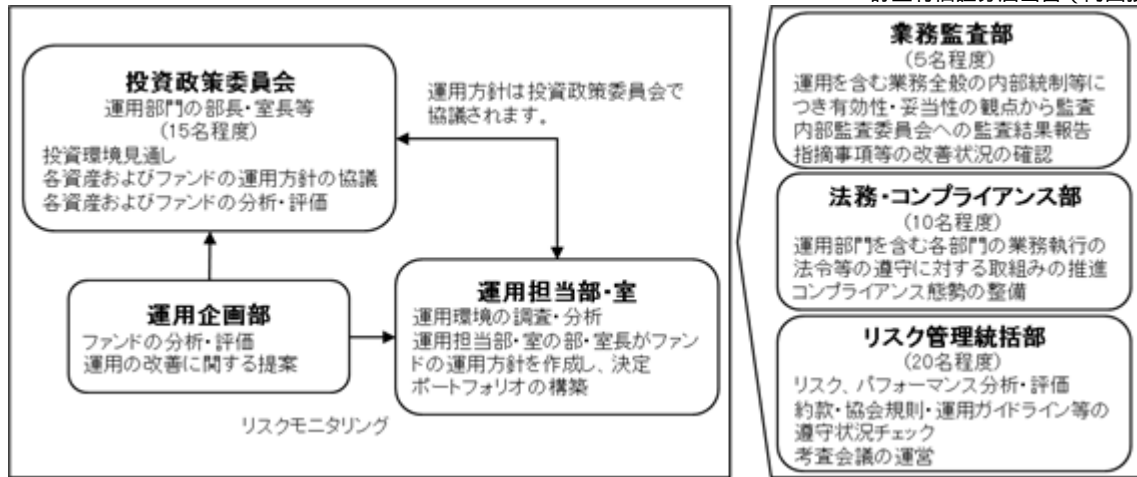 投資政策委員会
運用部門の部長・室長等
(15名程度)
投資環境見通し
各資産およびファンドの運用方針の協議
各資産およびファンドの分析・評価
運用方針は投資政策委員会で
協議されます。
運用企画部
ファンドの分析・評価
運用の改善に関する提案
運用担当部・室
運用環境の調査・分析
運用担当部・室の部・室長がファン
ドの運用方針を作成し、決定
ポートフォリオの構築
リスクモニタリング
業務監査部
(5名程度)
運用を含む業務全般の内部統制等に
つき有効性・妥当性の観点から監査
内部監査委員会への監査結果報告
指摘事項等の改善状況の確認
法務・コンプライアンス部
(10名程度)
運用部門を含む各部門の業務執行の
法令等の遵守に対する取組みの推進
コンプライアンス態勢の整備
リスク管理統括部
(20名程度)
リスク、パフォーマンス分析・評価
約款・協会規則・運用ガイドライン等の
遵守状況チェック
考査会議の運営